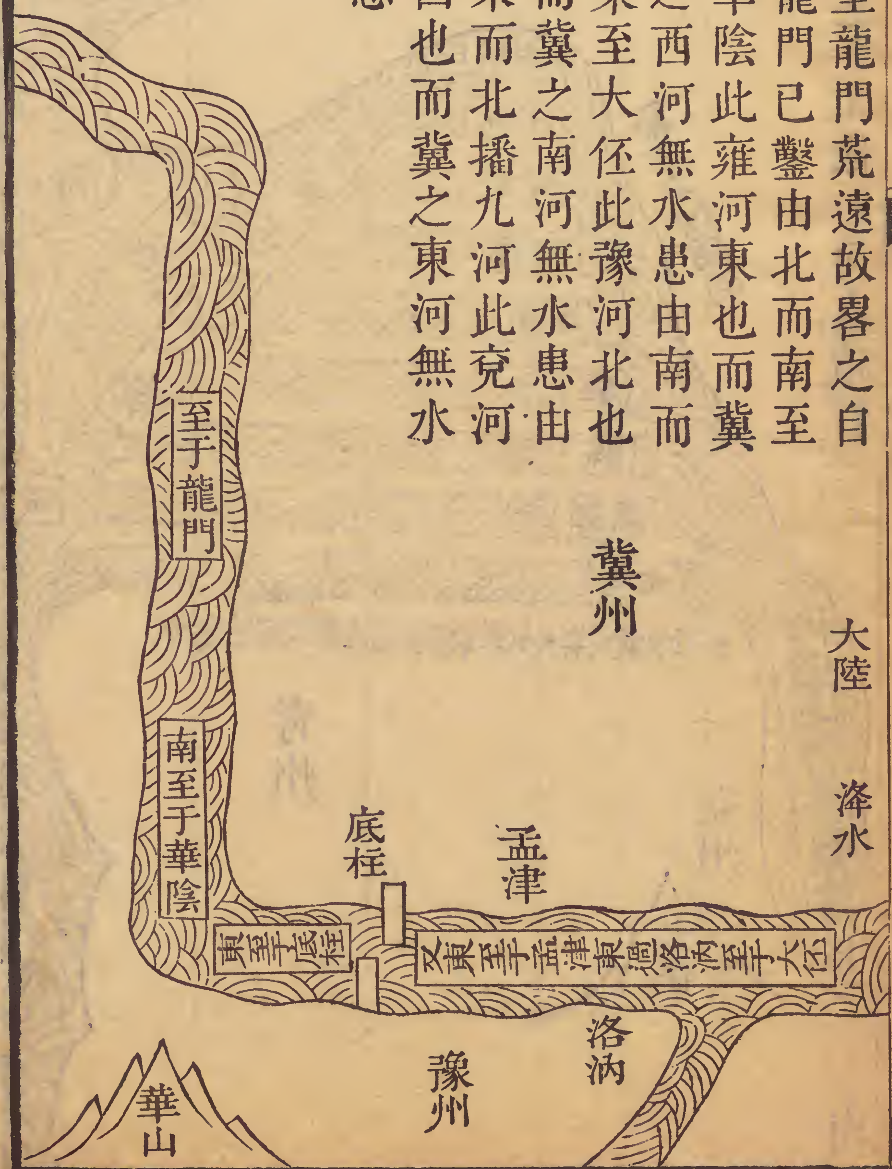 至龍門荒遠故畧之自
龍門已鑿由北而南至
華陰此雍河東也而冀
之西河無水患由南而
東至大伾此豫河北也
而冀之南河無水患由
東而北播九河此兗河
西也而冀之東河無水
患
大陸
冀州
至于龍門
南至于華陰
降水
孟津
底柱
東至于底柱
又東至于孟津東過洛汭至于大伾
洛汭
豫州
華山